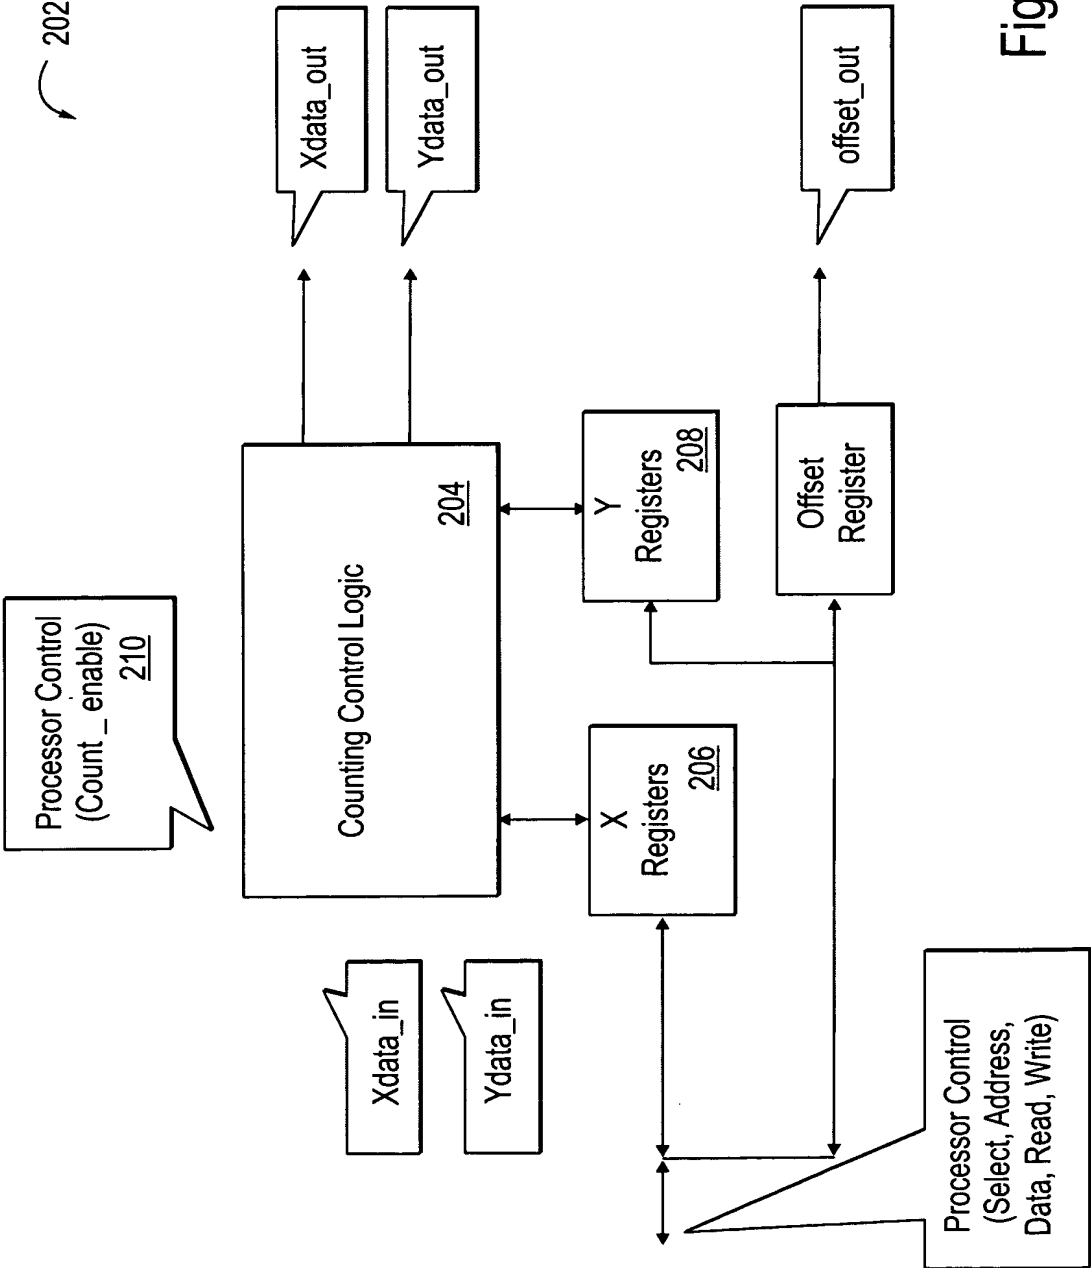 202
Processor Control
(Count _ enable)
210
Xdata_in
Ydata_in
Counting Control Logic
204
Xdata_out
Ydata_out
X
Registers
206
Y
Registers
208
Offset
Register
offset_out
Processor Control
(Select, Address,
Data, Read, Write)
Fig